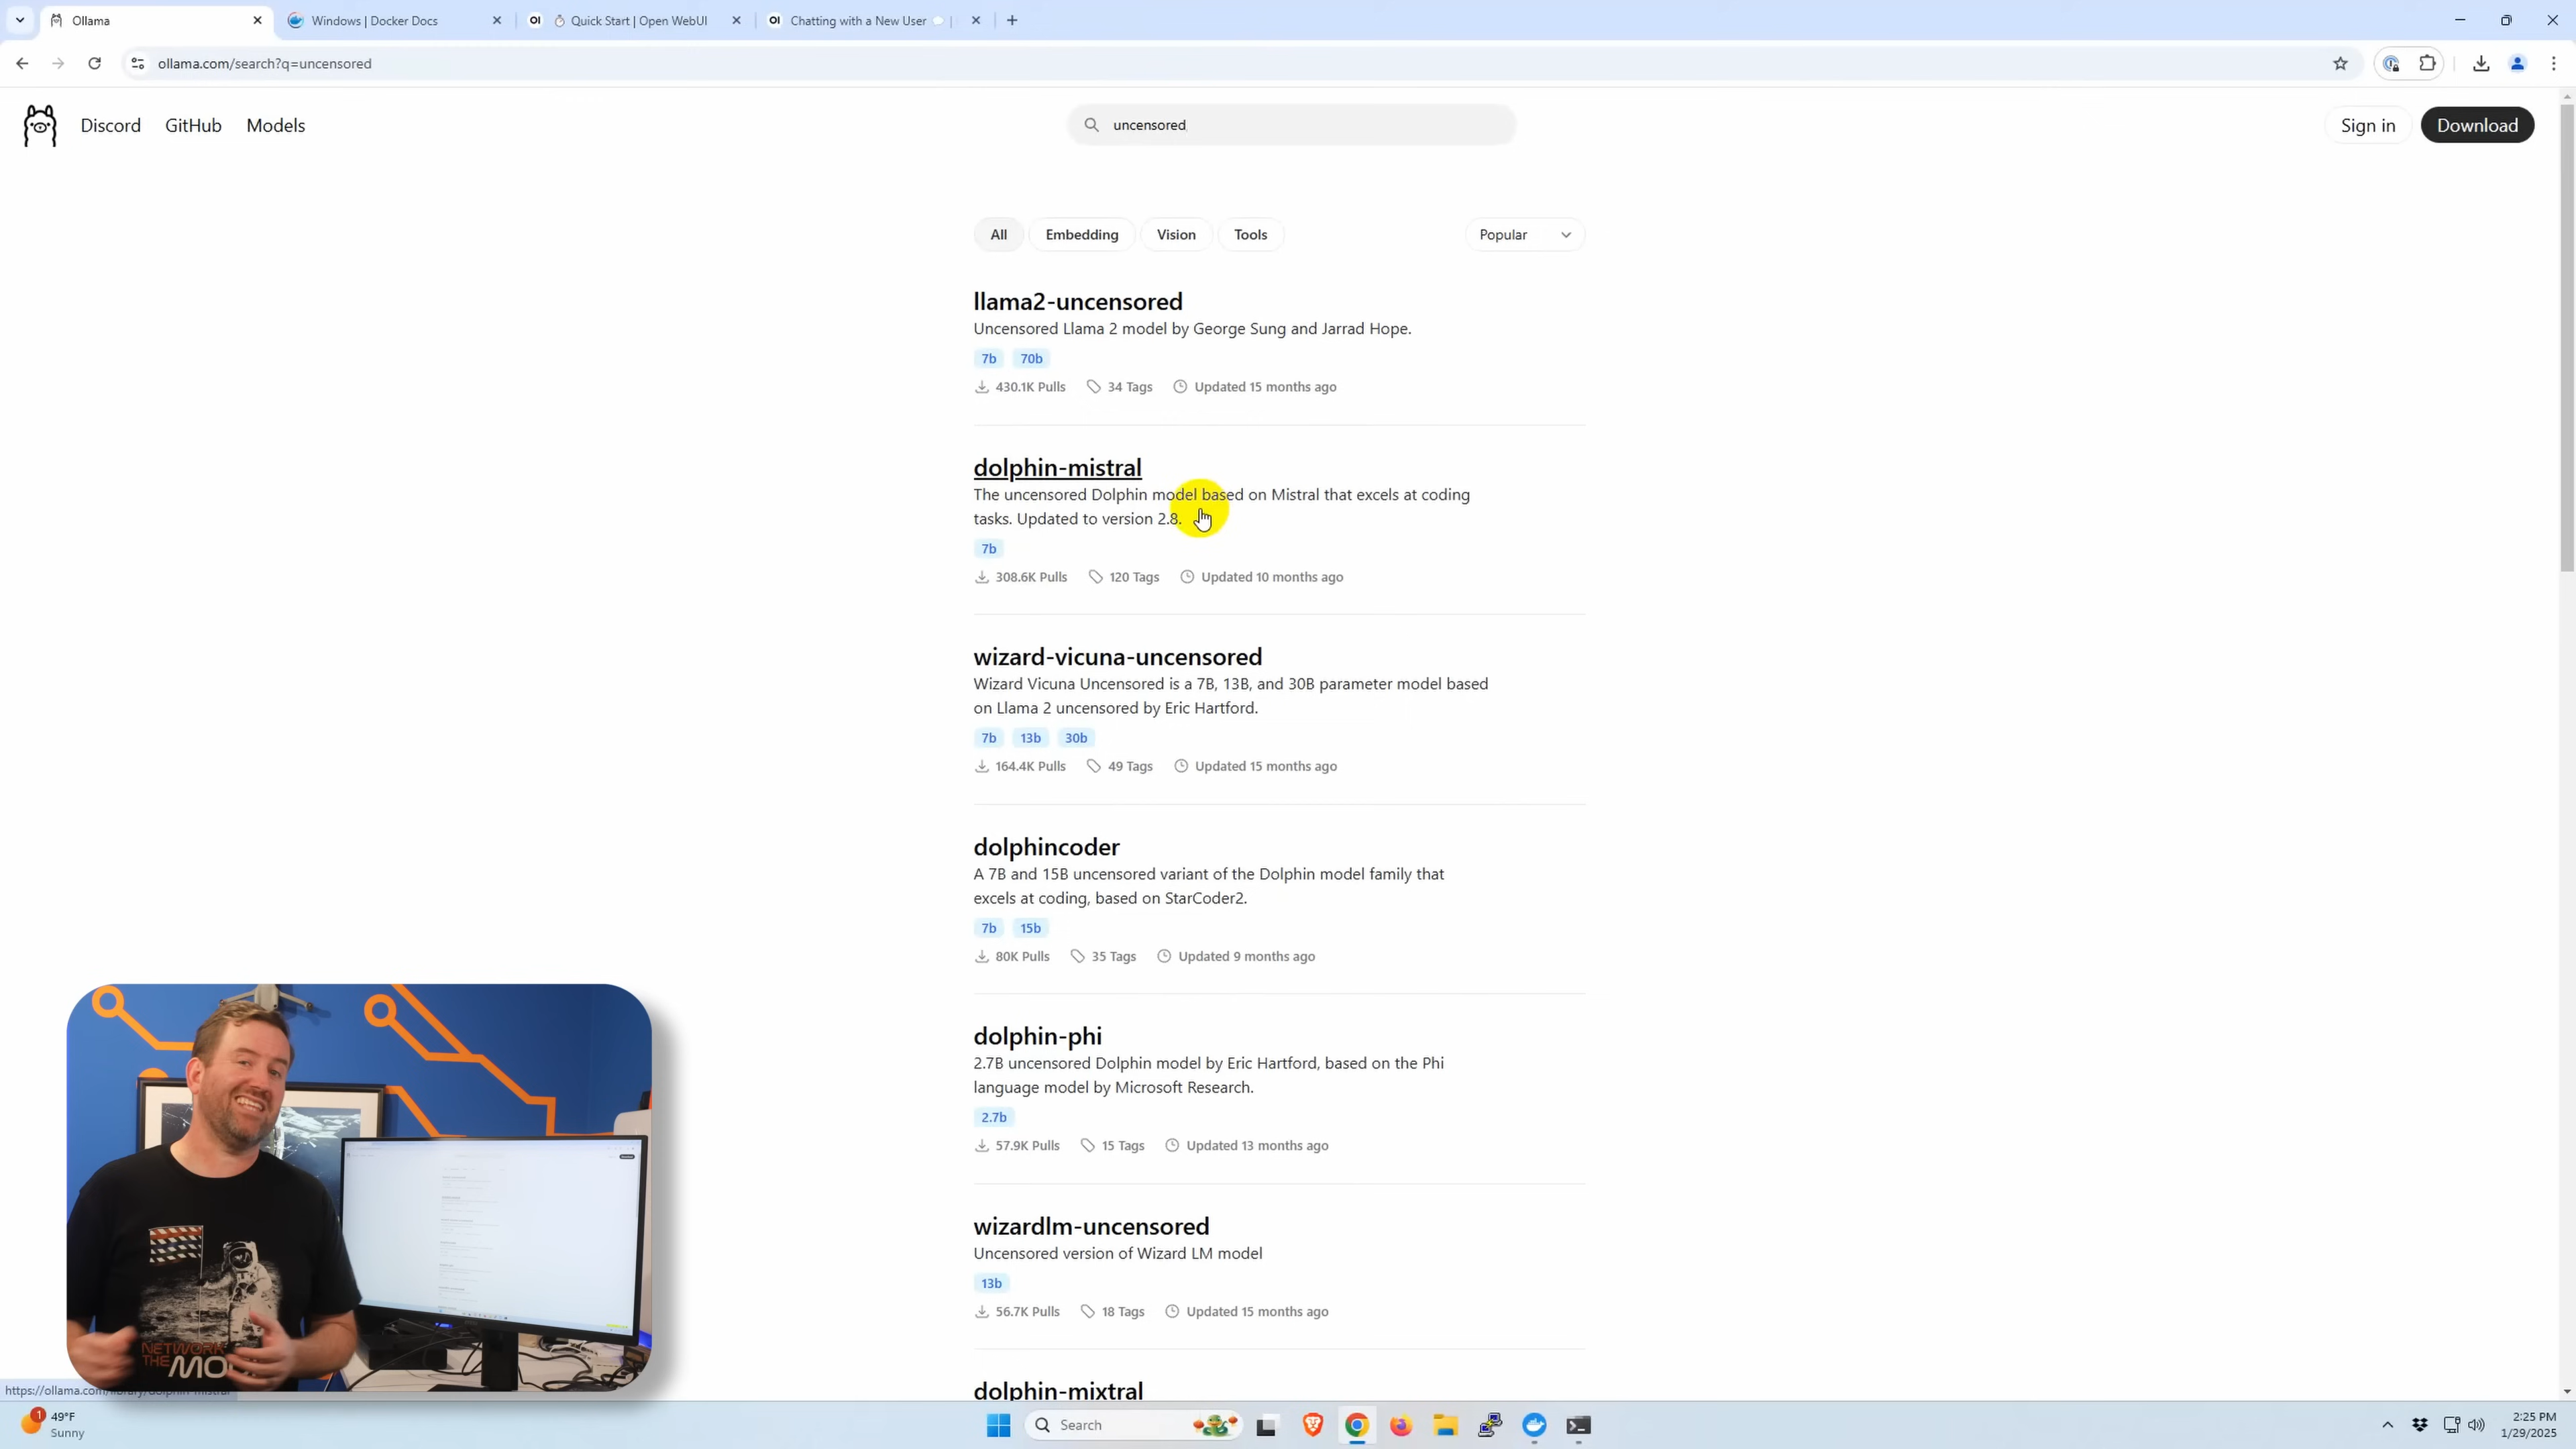 Ollama
Windows | Docker Docs
OI
Quick Start | Open WebUI
OI
Chatting with a New User
ollama.com/search?q=uncensored
Discord
GitHub
Models
uncensored
Sign in
Download
All
Embedding
Vision
Tools
Popular
llama2-uncensored
Uncensored Llama 2 model by George Sung and Jarrad Hope.
7b 70b
430.1K Pulls 34 Tags Updated 15 months ago
dolphin-mistral
The uncensored Dolphin model based on Mistral that excels at coding
tasks. Updated to version 2.8.
7b
308.6K Pulls 120 Tags Updated 10 months ago
wizard-vicuna-uncensored
Wizard Vicuna Uncensored is a 7B, 13B, and 30B parameter model based
on Llama 2 uncensored by Eric Hartford.
7b 13b 30b
164.4K Pulls 49 Tags Updated 15 months ago
dolphincoder
A 7B and 15B uncensored variant of the Dolphin model family that
excels at coding, based on StarCoder2.
7b 15b
80K Pulls 35 Tags Updated 9 months ago
dolphin-phi
2.7B uncensored Dolphin model by Eric Hartford, based on the Phi
language model by Microsoft Research.
2.7b
57.9K Pulls 15 Tags Updated 13 months ago
wizardlm-uncensored
Uncensored version of Wizard LM model
13b
56.7K Pulls 18 Tags Updated 15 months ago
dolphin-mixtral
NETWORK
THE MO
https://ollama.com/library/dolphin-mistral
1
49°F
Sunny
Search
2:25 PM
1/29/2025